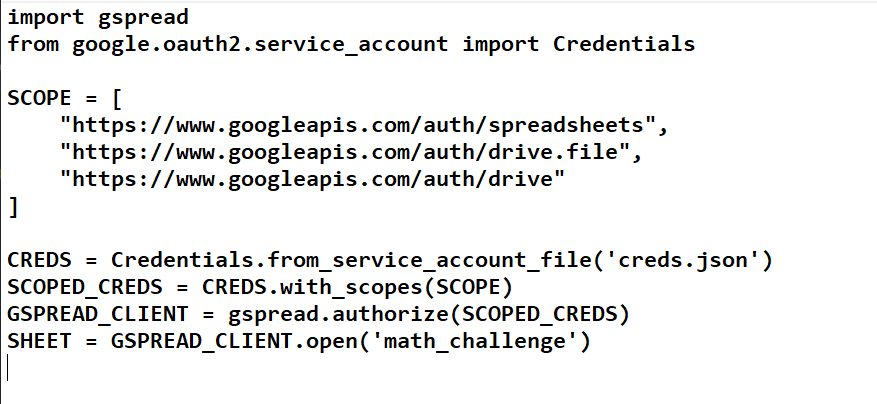 import gspread
from google.oauth2.service_account import Credentials
SCOPE = [
    "https://www.googleapis.com/auth/spreadsheets",
    "https://www.googleapis.com/auth/drive.file",
    "https://www.googleapis.com/auth/drive"
]
CREDS = Credentials.from_service_account_file('creds.json')
SCOPED_CREDS = CREDS.with_scopes(SCOPE)
GSPREAD_CLIENT = gspread.authorize(SCOPED_CREDS)
SHEET = GSPREAD_CLIENT.open('math_challenge')